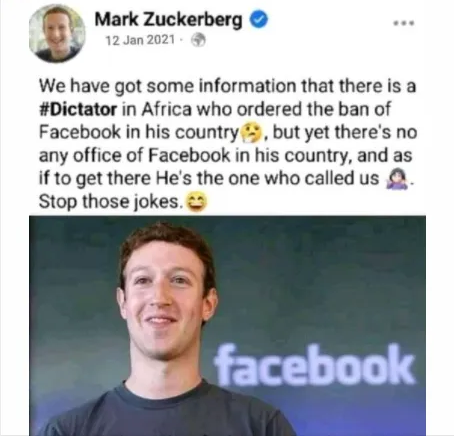 Mark Zuckerberg
12 Jan 2021 ·
We have got some information that there is a
#Dictator in Africa who ordered the ban of
Facebook in his country🤔, but yet there's no
any office of Facebook in his country, and as
if to get there He's the one who called us 🤷🏻‍♀️.
Stop those jokes.😄
facebook